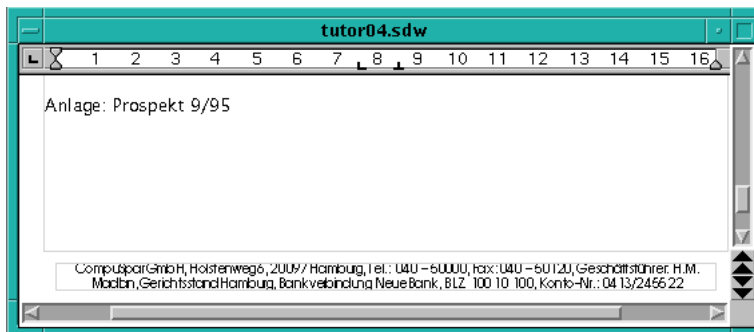 tutor04.sdw
1 2 3 4 5 6 7 8 9 10 11 12 13 14 15 16
Anlage: Prospekt 9/95
CompuSpar GmbH, Holstenweg 6, 20097 Hamburg, Tel.: 040 – 60000, Fax: 040 – 60120, Geschäftsführer: H.M.
Gerichtsstand Hamburg, Bankverbindung Neue Bank, BLZ 100 10 100, Konto-Nr.: 04 13/2456 22